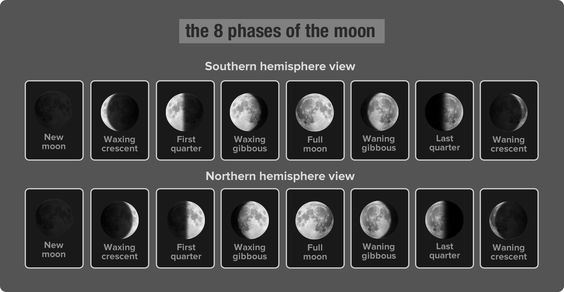 the 8 phases of the moon
Southern hemisphere view
New
moon
Waxing
crescent
First
quarter
Waxing
gibbous
Full
moon
Waning
gibbous
Last
quarter
Waning
crescent
Northern hemisphere view
New
moon
Waxing
crescent
First
quarter
Waxing
gibbous
Full
moon
Waning
gibbous
Last
quarter
Waning
crescent